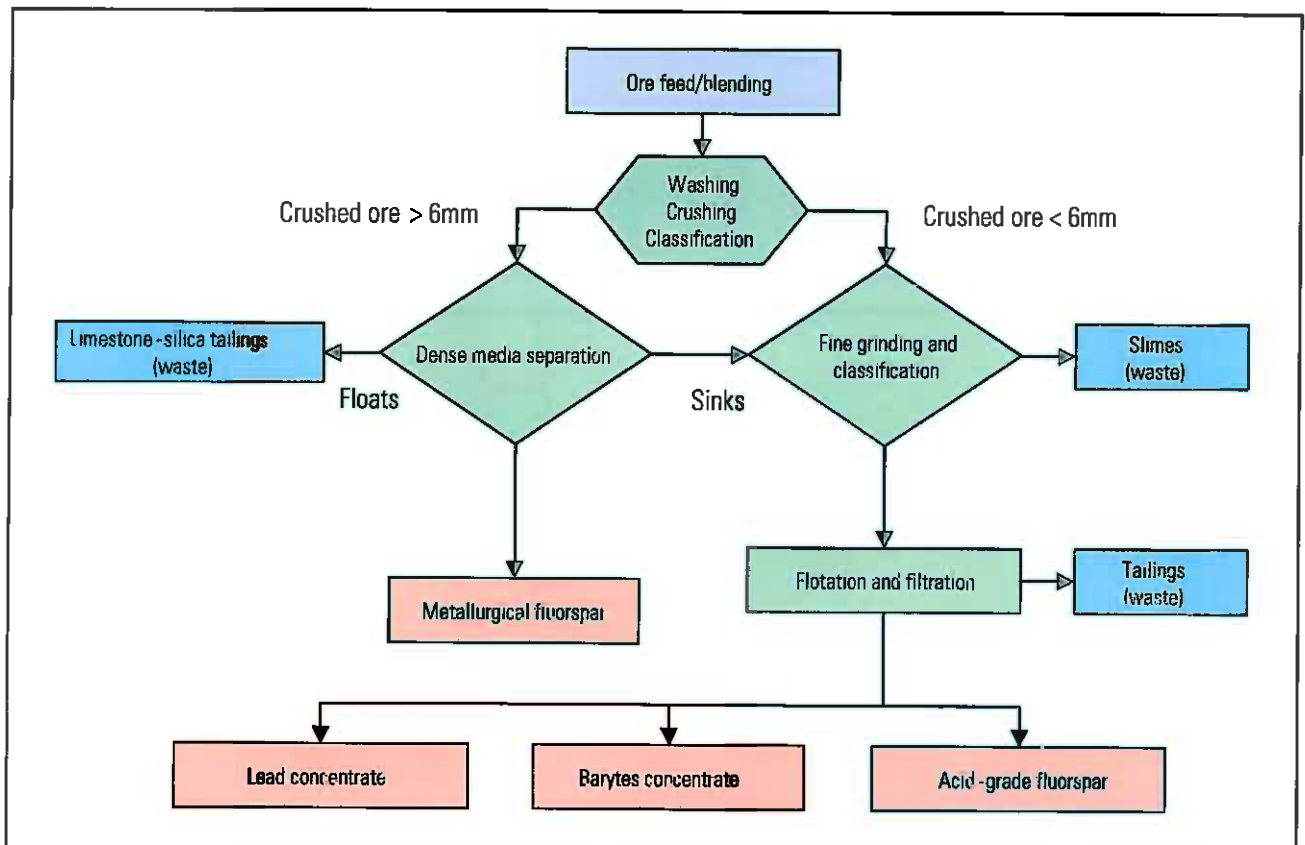 Ore feed/blending
Washing
Crushing
Classification
Crushed ore > 6mm
Crushed ore < 6mm
Limestone-silica tailings
(waste)
Dense media separation
Fine grinding and
classification
Slimes
(waste)
Floats
Sinks
Metallurgical fluorspar
Flotation and filtration
Tailings
(waste)
Lead concentrate
Barytes concentrate
Acid-grade fluorspar